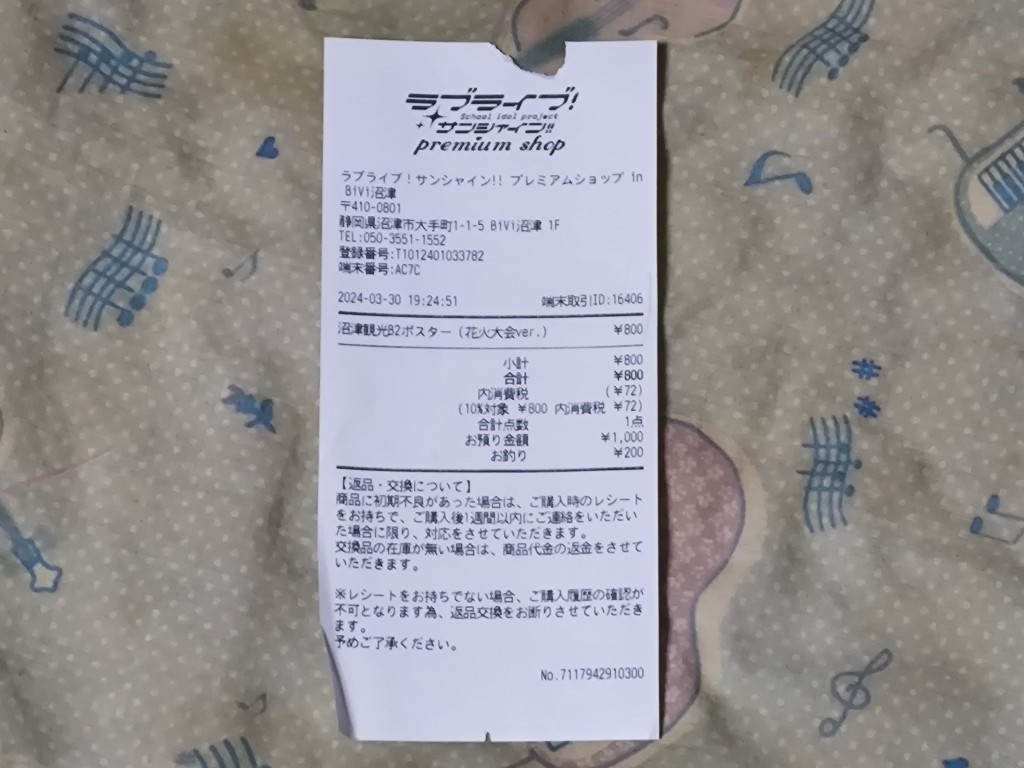 ラブライブ!
School idol project
サンシャイン!!
premium shop
ラブライブ！サンシャイン!! プレミアムショップ in
BiVi沼津
〒410-0801
静岡県沼津市大手町1-1-5 BiVi沼津 1F
TEL:050-3551-1552
登録番号:T1012401033782
端末番号:AC7C
2024-03-30 19:24:51 端末取引ID:16406
沼津観光B2ポスター（花火大会ver.） ¥800
小計 ¥800
合計 ¥800
内消費税 (¥72)
(10%対象 ¥800 内消費税 ¥72)
合計点数 1点
お預り金額 ¥1,000
お釣り ¥200
【返品・交換について】
商品に初期不良があった場合は、ご購入時のレシート
をお持ちで、ご購入後1週間以内にご連絡をいただい
た場合に限り、対応をさせていただきます。
交換品の在庫が無い場合は、商品代金の返金をさせて
いただきます。
※レシートをお持ちでない場合、ご購入履歴の確認が
不可となります為、返品交換をお断りさせていただき
ます。
予めご了承ください。
No.7117942910300